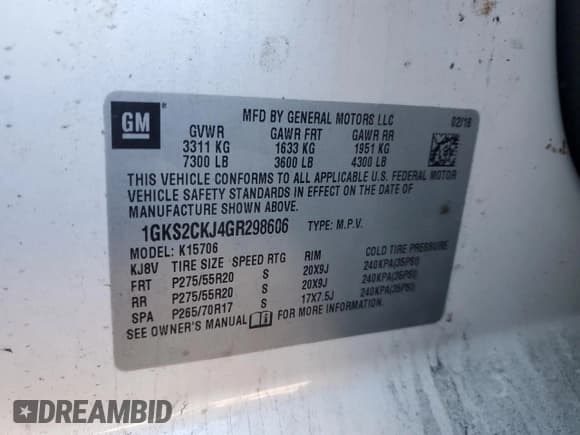 GM
MFD BY GENERAL MOTORS LLC 02/16
GVWR GAWR FRT GAWR RR
3311 KG 1633 KG 1951 KG
7300 LB 3600 LB 4300 LB
THIS VEHICLE CONFORMS TO ALL APPLICABLE U.S. FEDERAL MOTOR
VEHICLE SAFETY STANDARDS IN EFFECT ON THE DATE OF
MANUFACTURE SHOWN ABOVE.
1GKS2CKJ4GR298606 TYPE: M.P.V.
MODEL: K15706
KJ8V TIRE SIZE SPEED RTG RIM COLD TIRE PRESSURE
FRT P275/55R20 S 20X9J 240KPA(35PSI)
RR P275/55R20 S 20X9J 240KPA(35PSI)
SPA P265/70R17 S 17X7.5J 240KPA(35PSI)
SEE OWNER'S MANUAL FOR MORE INFORMATION.
DREAMBID